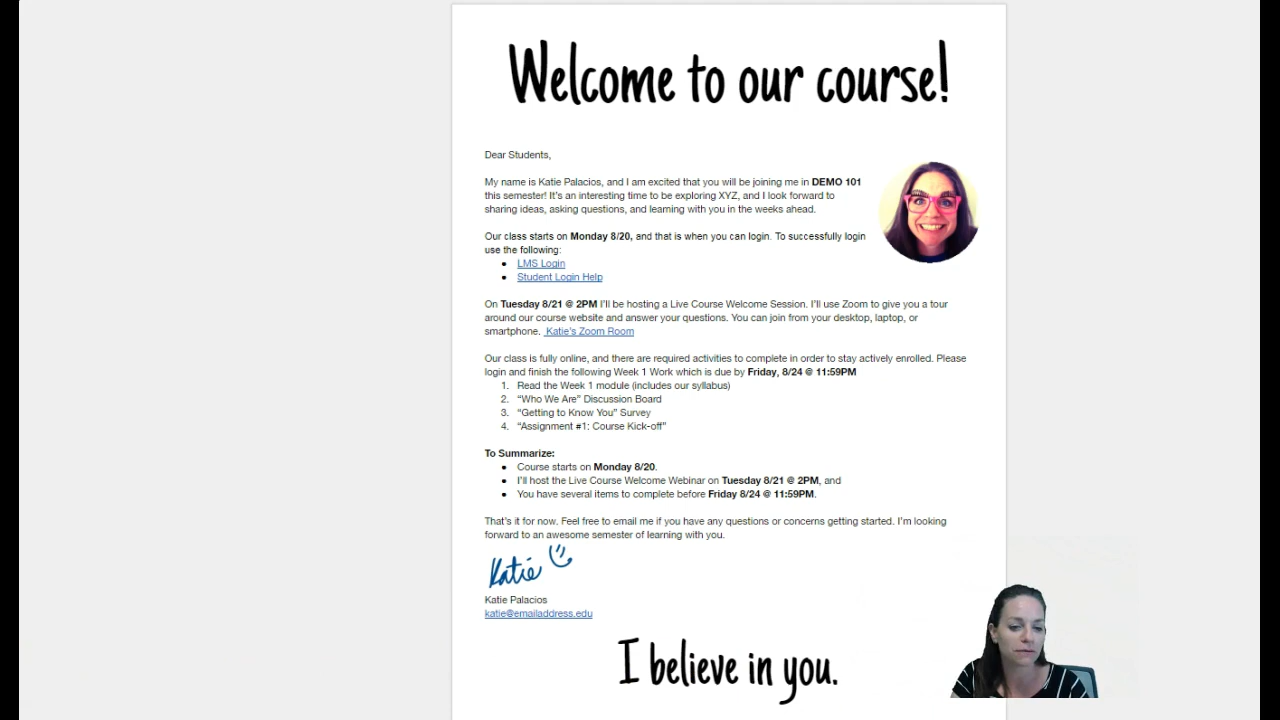 Welcome to our course!
Dear Students,
My name is Katie Palacios, and I am excited that you will be joining me in DEMO 101
this semester! It's an interesting time to be exploring XYZ, and I look forward to
sharing ideas, asking questions, and learning with you in the weeks ahead.
Our class starts on Monday 8/20, and that is when you can login. To successfully login
use the following:
• LMS Login
• Student Login Help
On Tuesday 8/21 @ 2PM I'll be hosting a Live Course Welcome Session. I'll use Zoom to give you a tour
around our course website and answer your questions. You can join from your desktop, laptop, or
smartphone. Katie's Zoom Room
Our class is fully online, and there are required activities to complete in order to stay actively enrolled. Please
login and finish the following Week 1 Work which is due by Friday, 8/24 @ 11:59PM
1. Read the Week 1 module (includes our syllabus)
2. “Who We Are” Discussion Board
3. “Getting to Know You” Survey
4. “Assignment #1: Course Kick-off”
To Summarize:
• Course starts on Monday 8/20.
• I'll host the Live Course Welcome Webinar on Tuesday 8/21 @ 2PM, and
• You have several items to complete before Friday 8/24 @ 11:59PM.
That's it for now. Feel free to email me if you have any questions or concerns getting started. I'm looking
forward to an awesome semester of learning with you.
Katie
Katie Palacios
katie@emailaddress.edu
I believe in you.